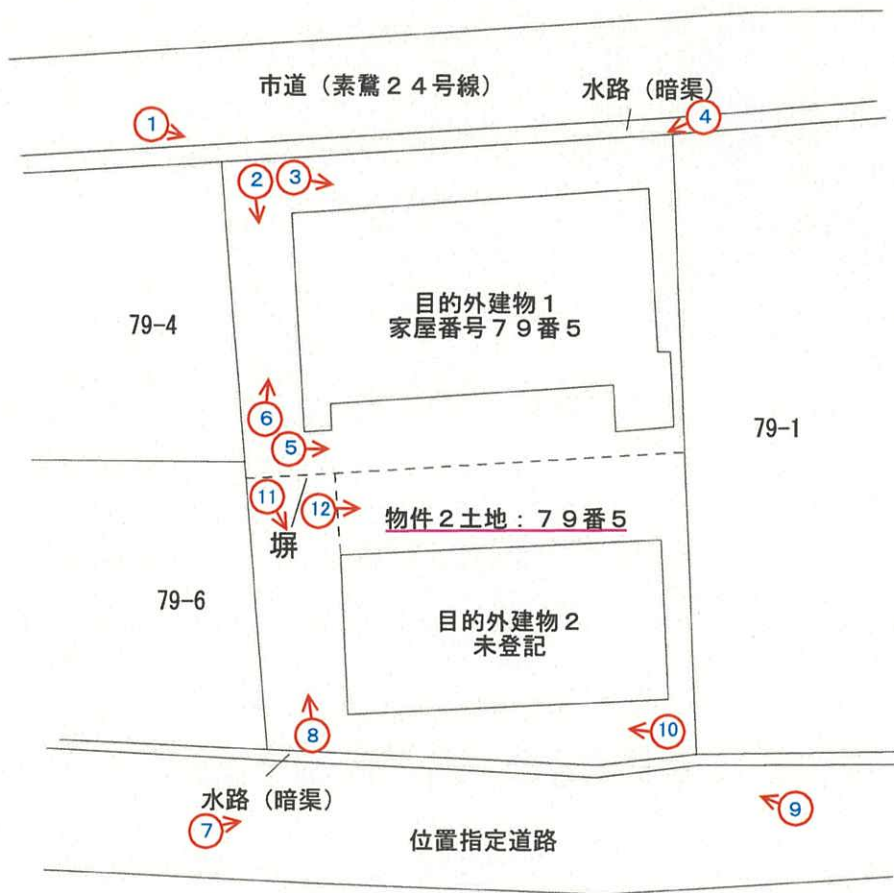 市道（素鵞２４号線）
水路（暗渠）
1
4
2
3
目的外建物１
家屋番号７９番５
79-4
79-1
6
5
11
12
物件２土地：７９番５
塀
79-6
目的外建物２
未登記
8
10
水路（暗渠）
7
9
位置指定道路